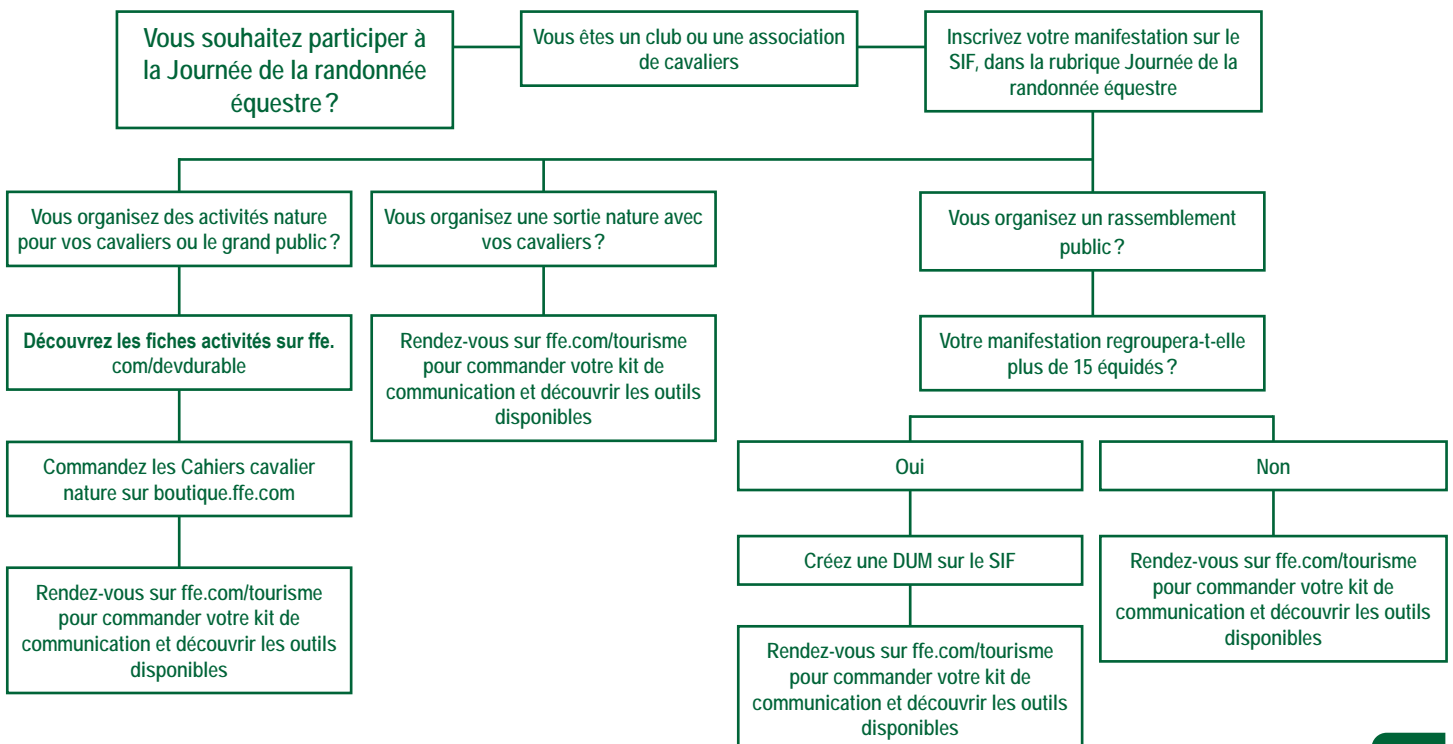 Vous souhaitez participer à
la Journée de la randonnée
équestre ?
Vous êtes un club ou une association
de cavaliers
Inscrivez votre manifestation sur le
SIF, dans la rubrique Journée de la
randonnée équestre
Vous organisez des activités nature
pour vos cavaliers ou le grand public ?
Découvrez les fiches activités sur ffe.
com/devdurable
Commandez les Cahiers cavalier
nature sur boutique.ffe.com
Rendez-vous sur ffe.com/tourisme
pour commander votre kit de
communication et découvrir les outils
disponibles
Vous organisez une sortie nature avec
vos cavaliers ?
Rendez-vous sur ffe.com/tourisme
pour commander votre kit de
communication et découvrir les outils
disponibles
Vous organisez un rassemblement
public ?
Votre manifestation regroupera-t-elle
plus de 15 équidés ?
Oui
Créez une DUM sur le SIF
Rendez-vous sur ffe.com/tourisme
pour commander votre kit de
communication et découvrir les outils
disponibles
Non
Rendez-vous sur ffe.com/tourisme
pour commander votre kit de
communication et découvrir les outils
disponibles